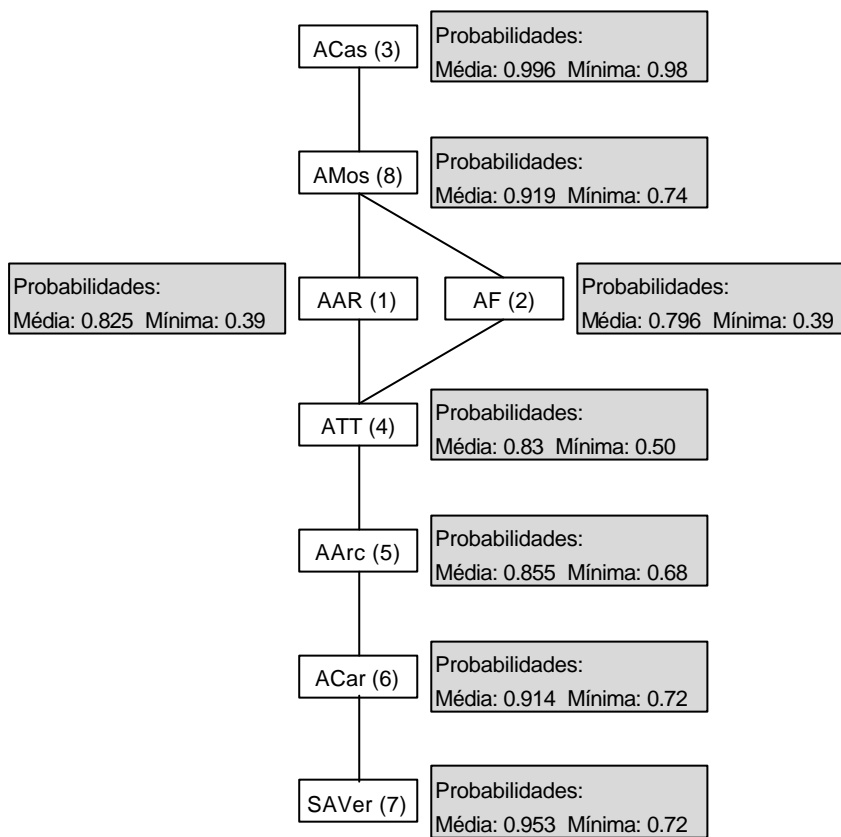 ACas (3)
Probabilidades:
Média: 0.996 Mínima: 0.98
AMos (8)
Probabilidades:
Média: 0.919 Mínima: 0.74
Probabilidades:
Média: 0.825 Mínima: 0.39
AAR (1)
AF (2)
Probabilidades:
Média: 0.796 Mínima: 0.39
ATT (4)
Probabilidades:
Média: 0.83 Mínima: 0.50
AArc (5)
Probabilidades:
Média: 0.855 Mínima: 0.68
ACar (6)
Probabilidades:
Média: 0.914 Mínima: 0.72
SAVer (7)
Probabilidades:
Média: 0.953 Mínima: 0.72